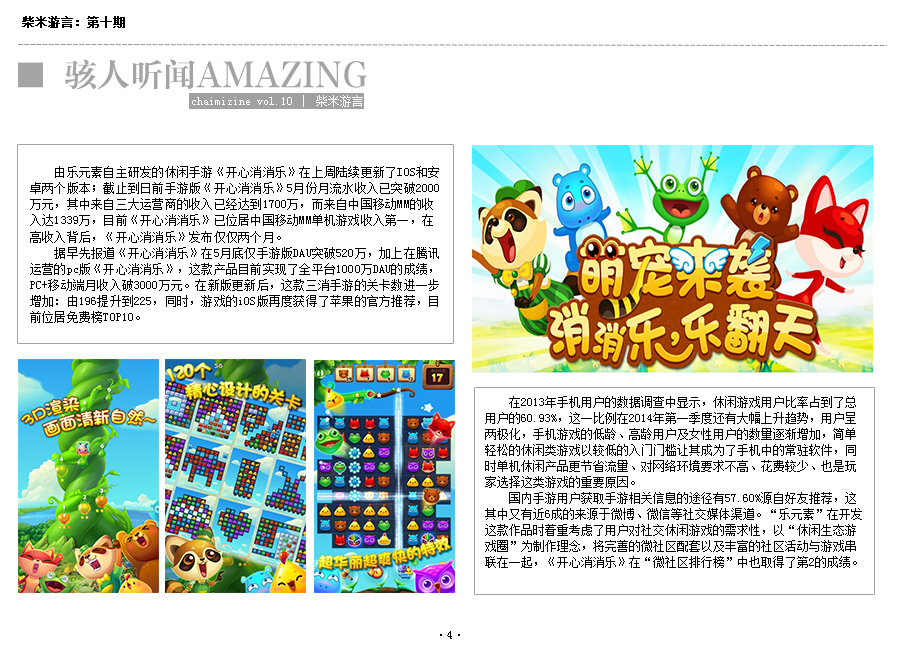 柴米游言：第十期
骇人听闻AMAZING
chaimizine vol.10 | 柴米游言
由乐元素自主研发的休闲手游《开心消消乐》在上周陆续更新了IOS和安
卓两个版本；截止到日前手游版《开心消消乐》5月份月流水收入已突破2000
万元，其中来自三大运营商的收入已经达到1700万，而来自中国移动MM的收
入达1339万，目前《开心消消乐》已位居中国移动MM单机游戏收入第一，在
高收入背后，《开心消消乐》发布仅仅两个月。
据早先报道《开心消消乐》在5月底仅手游版DAU突破520万，加上在腾讯
运营的pc版《开心消消乐》，这款产品目前实现了全平台1000万DAU的成绩，
PC+移动端月收入破3000万元。在新版更新后，这款三消手游的关卡数进一步
增加：由196提升到225，同时，游戏的iOS版再度获得了苹果的官方推荐，目
前位居免费榜TOP10。
萌宠来袭
消消乐，乐翻天
3D渲染
画面清新自然~
120个
精心设计的关卡
56
17
超华丽超爽快的特效
在2013年手机用户的数据调查中显示，休闲游戏用户比率占到了总
用户的60.93%，这一比例在2014年第一季度还有大幅上升趋势，用户呈
两极化，手机游戏的低龄、高龄用户及女性用户的数量逐渐增加，简单
轻松的休闲类游戏以较低的入门门槛让其成为了手机中的常驻软件，同
时单机休闲产品更节省流量、对网络环境要求不高、花费较少、也是玩
家选择这类游戏的重要原因。
国内手游用户获取手游相关信息的途径有57.60%源自好友推荐，这
其中又有近6成的来源于微博、微信等社交媒体渠道。“乐元素”在开发
这款作品时着重考虑了用户对社交休闲游戏的需求性，以“休闲生态游
戏圈”为制作理念，将完善的微社区配套以及丰富的社区活动与游戏串
联在一起，《开心消消乐》在“微社区排行榜”中也取得了第2的成绩。
·4·